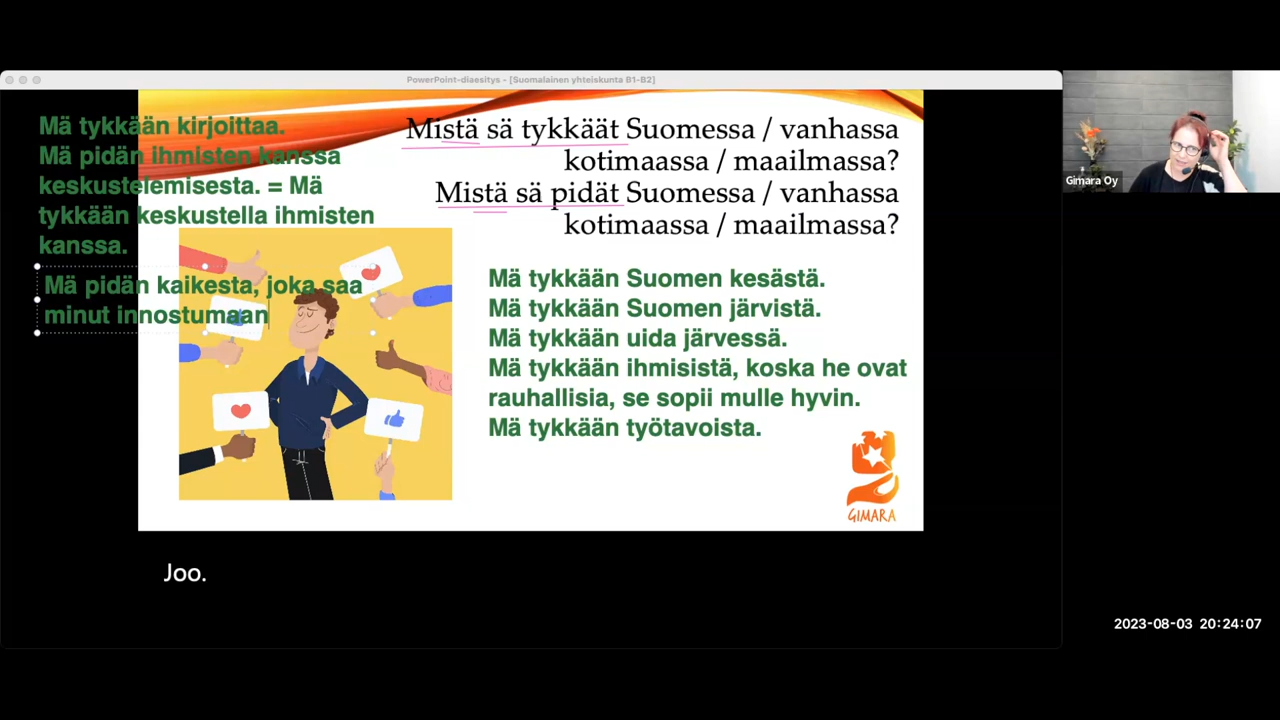 PowerPoint-diaesitys - [Suomalainen yhteiskunta B1-B2]
Mä tykkään kirjoittaa.
Mä pidän ihmisten kanssa
keskustelemisesta. = Mä
tykkään keskustella ihmisten
kanssa.
Mä pidän kaikesta, joka saa
minut innostumaan
Mistä sä tykkäät Suomessa / vanhassa
kotimaassa / maailmassa?
Mistä sä pidät Suomessa / vanhassa
kotimaassa / maailmassa?
Mä tykkään Suomen kesästä.
Mä tykkään Suomen järvistä.
Mä tykkään uida järvessä.
Mä tykkään ihmisistä, koska he ovat
rauhallisia, se sopii mulle hyvin.
Mä tykkään työtavoista.
GIMARA
Joo.
Gimara Oy
2023-08-03 20:24:07